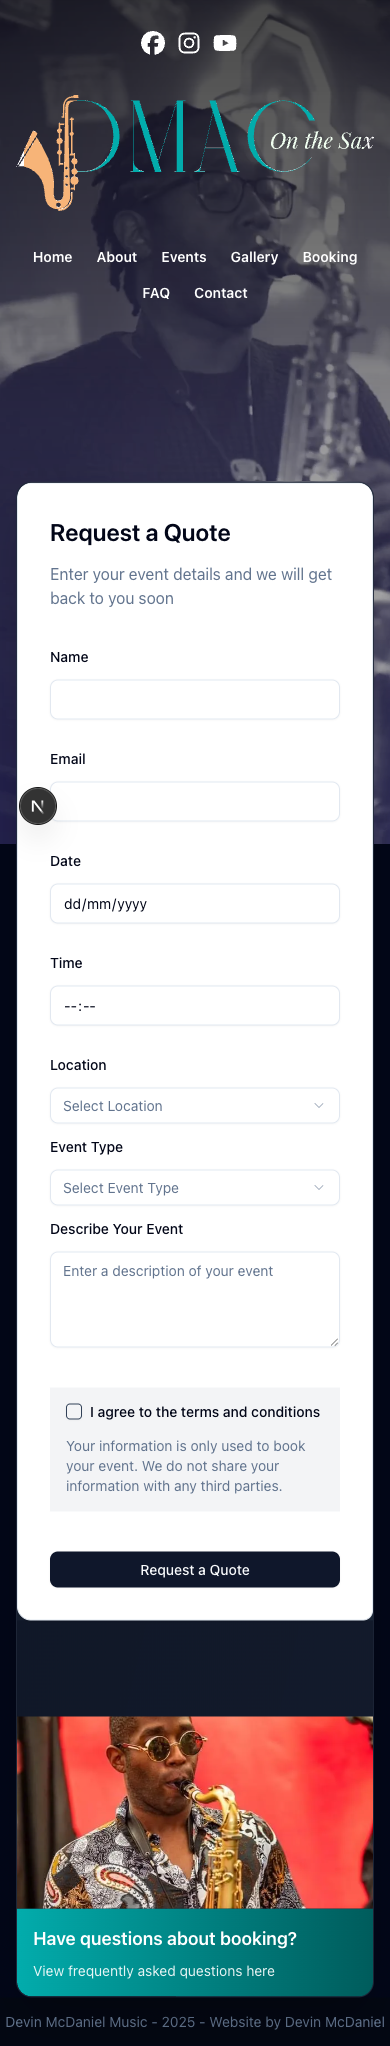 DMAC On the Sax
Home About Events Gallery Booking
FAQ Contact
Request a Quote
Enter your event details and we will get
back to you soon
Name
Email
N
Date
dd/mm/yyyy
Time
--:--
Location
Select Location
Event Type
Select Event Type
Describe Your Event
Enter a description of your event
I agree to the terms and conditions
Your information is only used to book
your event. We do not share your
information with any third parties.
Request a Quote
Have questions about booking?
View frequently asked questions here
Devin McDaniel Music - 2025 - Website by Devin McDaniel